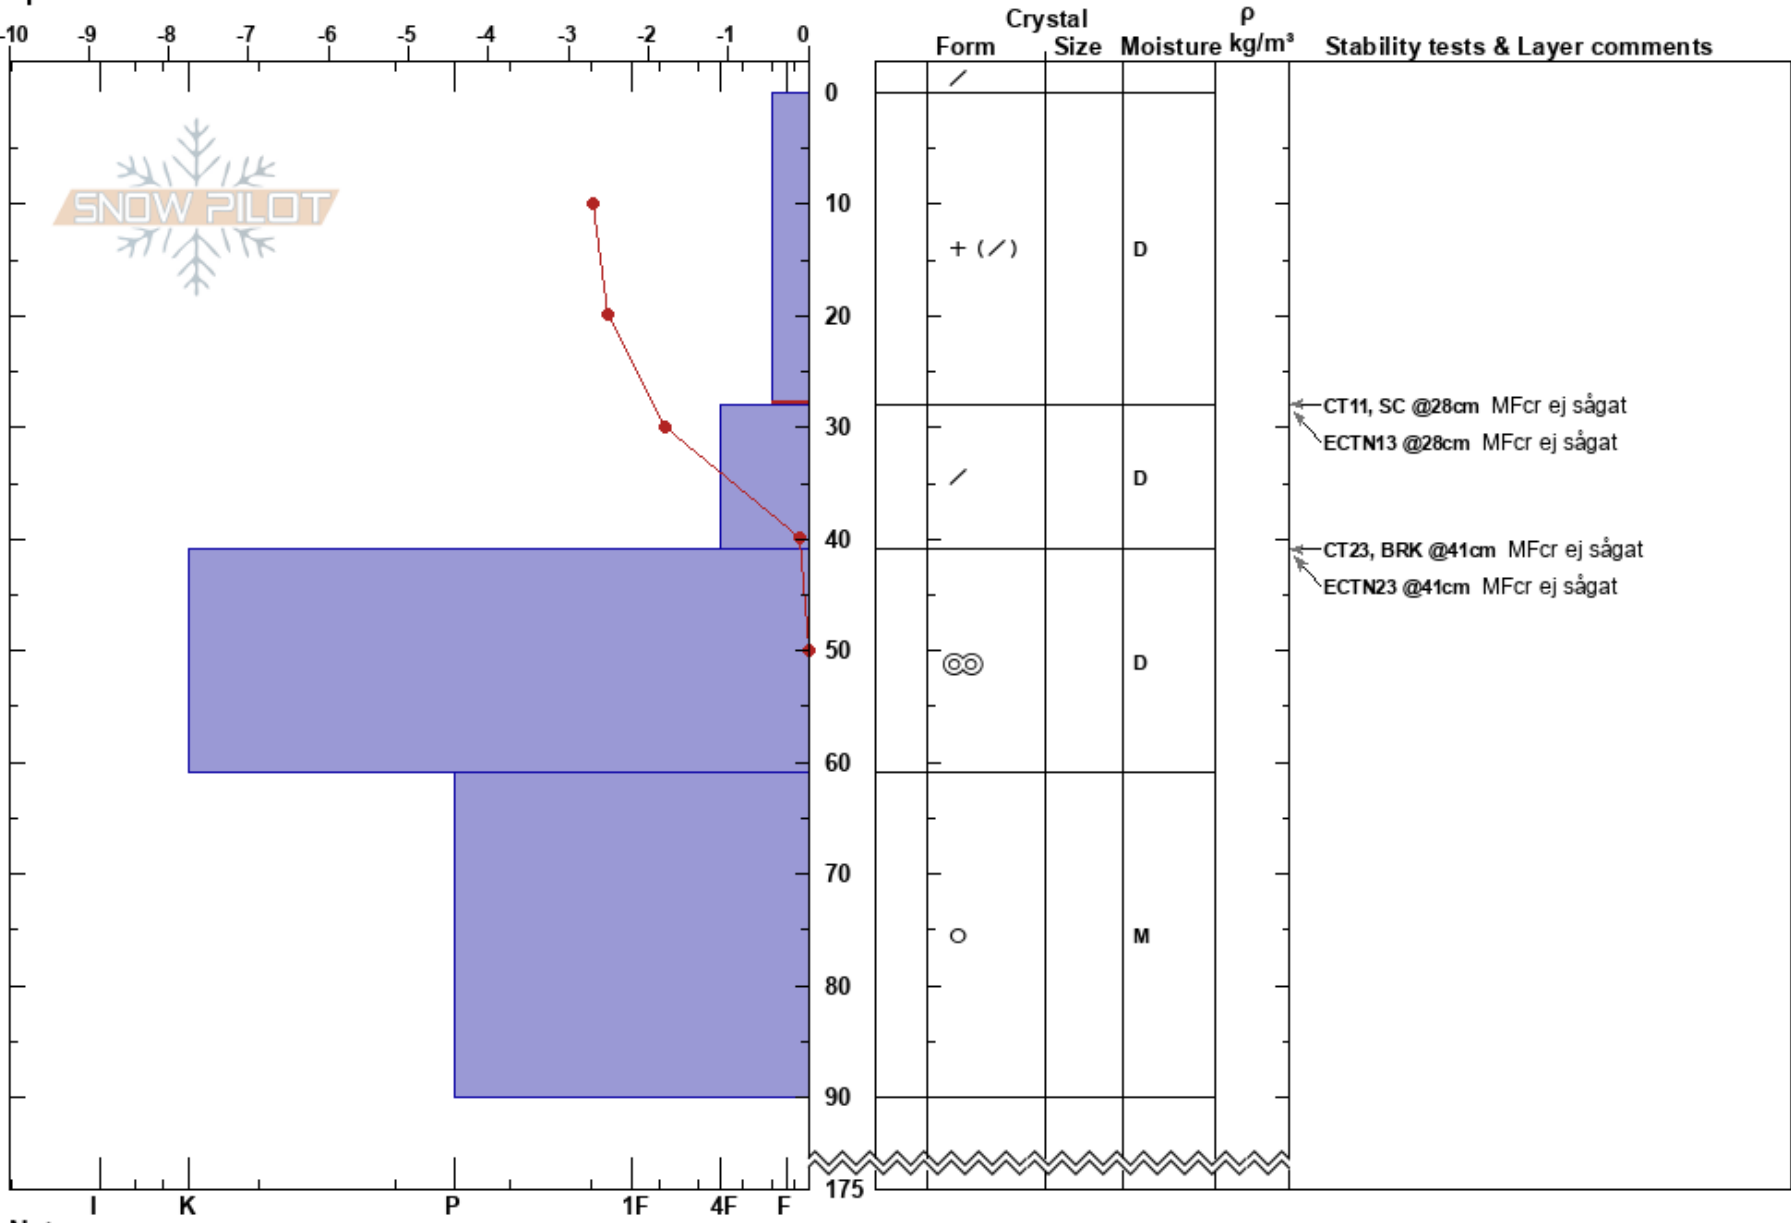 -10 -9 -8 -7 -6 -5 -4 -3 -2 -1 0
Crystal
ρ
Form Size Moisture kg/m³ Stability tests & Layer comments
0
SNOW PILOT
10
+ (/) D
20
CT11, SC @28cm MFcr ej sågat
30
ECTN13 @28cm MFcr ej sågat
D
40
CT23, BRK @41cm MFcr ej sågat
ECTN23 @41cm MFcr ej sågat
50
D
60
70
M
80
90
175
I K P 1F 4F F